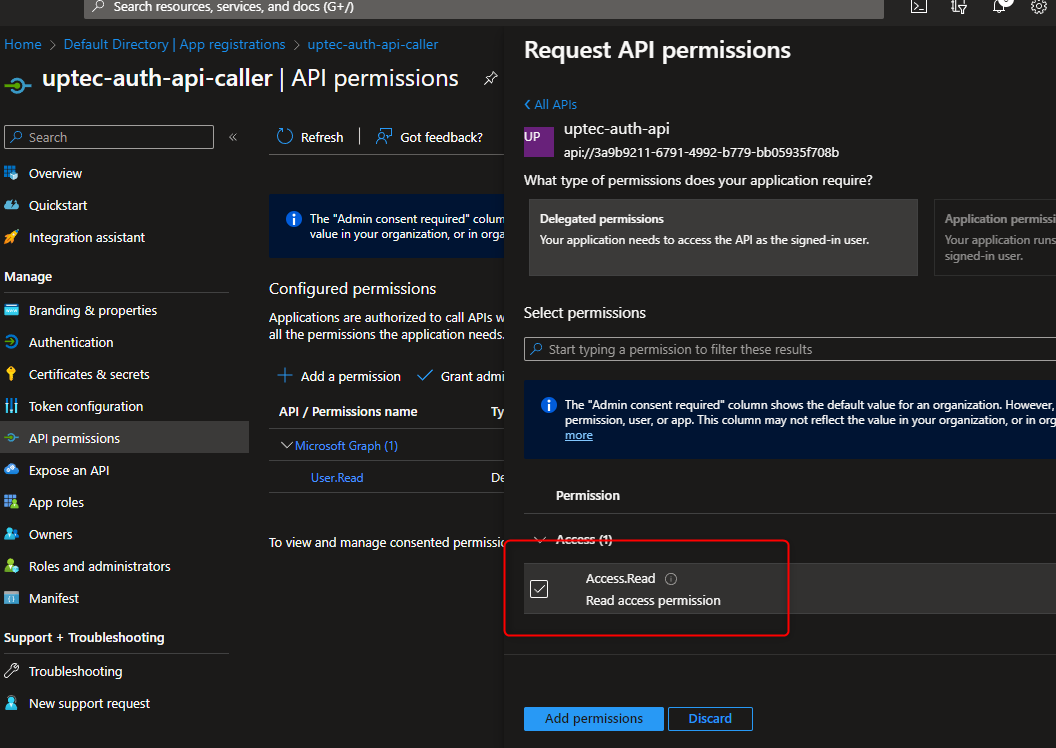 Search resources, services, and docs (G+/)
Home > Default Directory | App registrations > uptec-auth-api-caller
uptec-auth-api-caller | API permissions
Search
«
Overview
Quickstart
Integration assistant
Manage
Branding & properties
Authentication
Certificates & secrets
Token configuration
API permissions
Expose an API
App roles
Owners
Roles and administrators
Manifest
Support + Troubleshooting
Troubleshooting
New support request
Refresh
Got feedback?
The "Admin consent required" colum
value in your organization, or in orga
Configured permissions
Applications are authorized to call APIs w
all the permissions the application needs.
Add a permission
Grant admi
API / Permissions name
Ty
Microsoft Graph (1)
User.Read
De
To view and manage consented permissio
Request API permissions
All APIs
UP
uptec-auth-api
api://3a9b9211-6791-4992-b779-bb05935f708b
What type of permissions does your application require?
Delegated permissions
Your application needs to access the API as the signed-in user.
Application permissi
Your application runs
signed-in user.
Select permissions
Start typing a permission to filter these results
The "Admin consent required" column shows the default value for an organization. However,
permission, user, or app. This column may not reflect the value in your organization, or in org
more
Permission
Access (1)
Access.Read
Read access permission
Add permissions
Discard